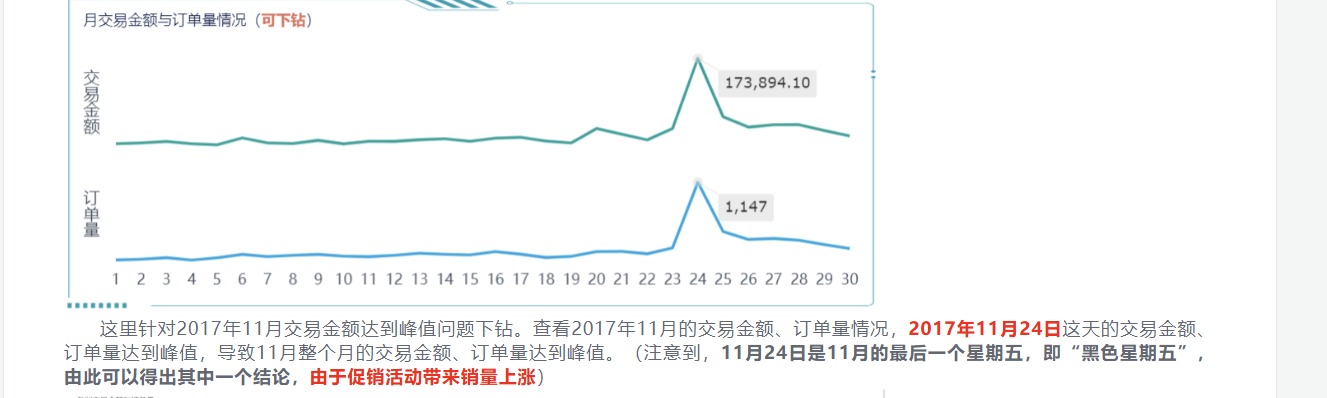 月交易金额与订单量情况（可下钻）
交易金额
173,894.10
订单量
1,147
1 2 3 4 5 6 7 8 9 10 11 12 13 14 15 16 17 18 19 20 21 22 23 24 25 26 27 28 29 30
这里针对2017年11月交易金额达到峰值问题下钻。查看2017年11月的交易金额、订单量情况，2017年11月24日这天的交易金额、
订单量达到峰值，导致11月整个月的交易金额、订单量达到峰值。（注意到，11月24日是11月的最后一个星期五，即“黑色星期五”，
由此可以得出其中一个结论，由于促销活动带来销量上涨）